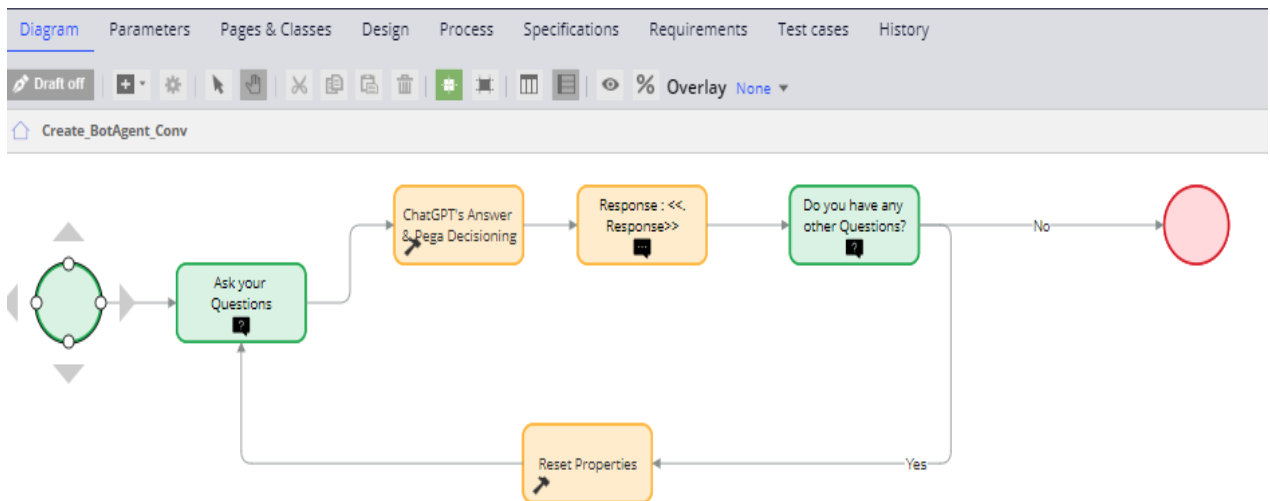 Diagram Parameters Pages & Classes Design Process Specifications Requirements Test cases History
Draft off Overlay None
Create_BotAgent_Conv
Ask your
Questions
ChatGPT's Answer
& Pega Decisioning
Response : <<.
Response>>
Do you have any
other Questions?
No
Yes
Reset Properties